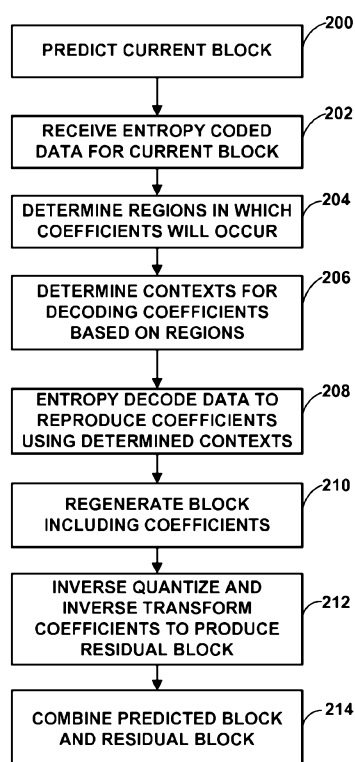 200
PREDICT CURRENT BLOCK
202
RECEIVE ENTROPY CODED
DATA FOR CURRENT BLOCK
204
DETERMINE REGIONS IN WHICH
COEFFICIENTS WILL OCCUR
206
DETERMINE CONTEXTS FOR
DECODING COEFFICIENTS
BASED ON REGIONS
208
ENTROPY DECODE DATA TO
REPRODUCE COEFFICIENTS
USING DETERMINED CONTEXTS
210
REGENERATE BLOCK
INCLUDING COEFFICIENTS
212
INVERSE QUANTIZE AND
INVERSE TRANSFORM
COEFFICIENTS TO PRODUCE
RESIDUAL BLOCK
214
COMBINE PREDICTED BLOCK
AND RESIDUAL BLOCK